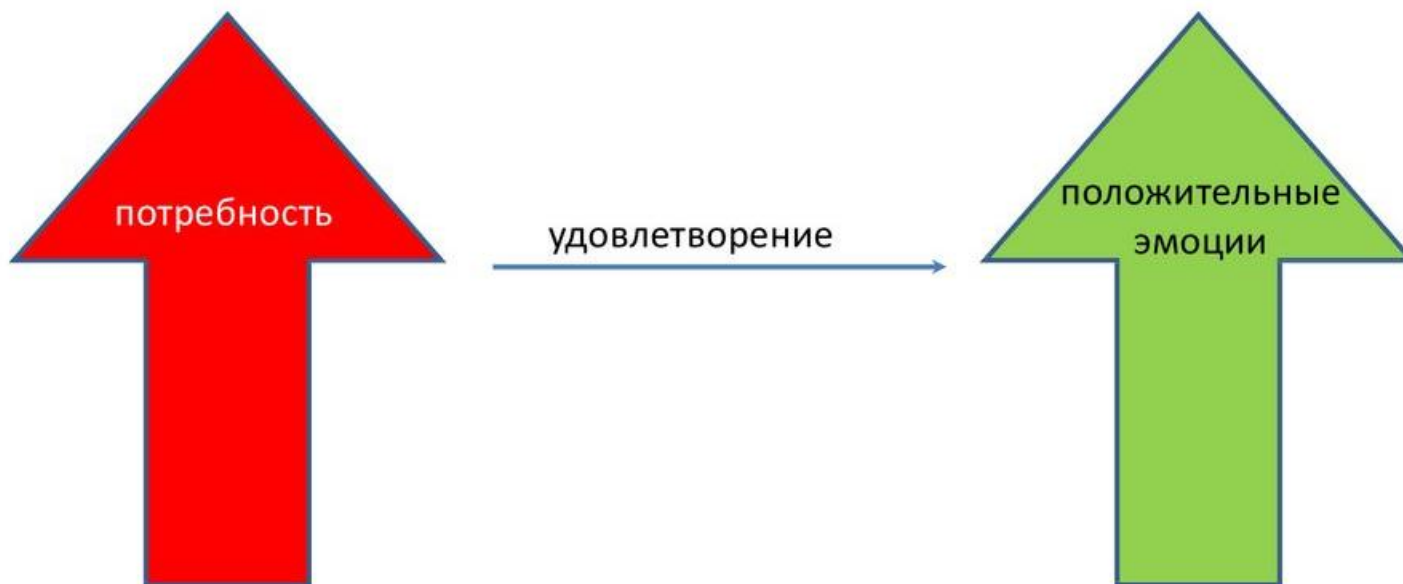 потребность
удовлетворение
положительные
эмоции